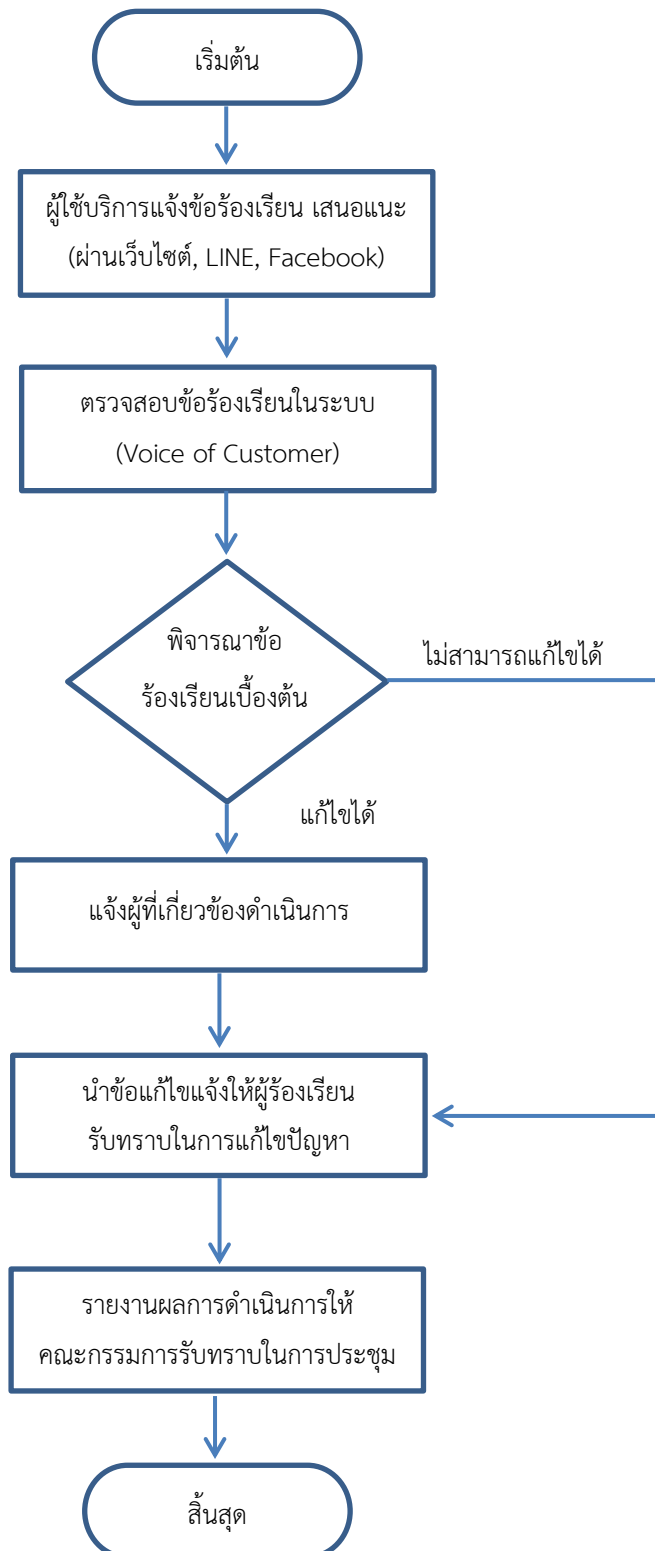 เริ่มต้น
ผู้ใช้บริการแจ้งข้อร้องเรียน เสนอแนะ
(ผ่านเว็บไซต์, LINE, Facebook)
ตรวจสอบข้อร้องเรียนในระบบ
(Voice of Customer)
พิจารณาข้อ
ร้องเรียนเบื้องต้น
ไม่สามารถแก้ไขได้
แก้ไขได้
แจ้งผู้ที่เกี่ยวข้องดำเนินการ
นำข้อแก้ไขแจ้งให้ผู้ร้องเรียน
รับทราบในการแก้ไขปัญหา
รายงานผลการดำเนินการให้
คณะกรรมการรับทราบในการประชุม
สิ้นสุด